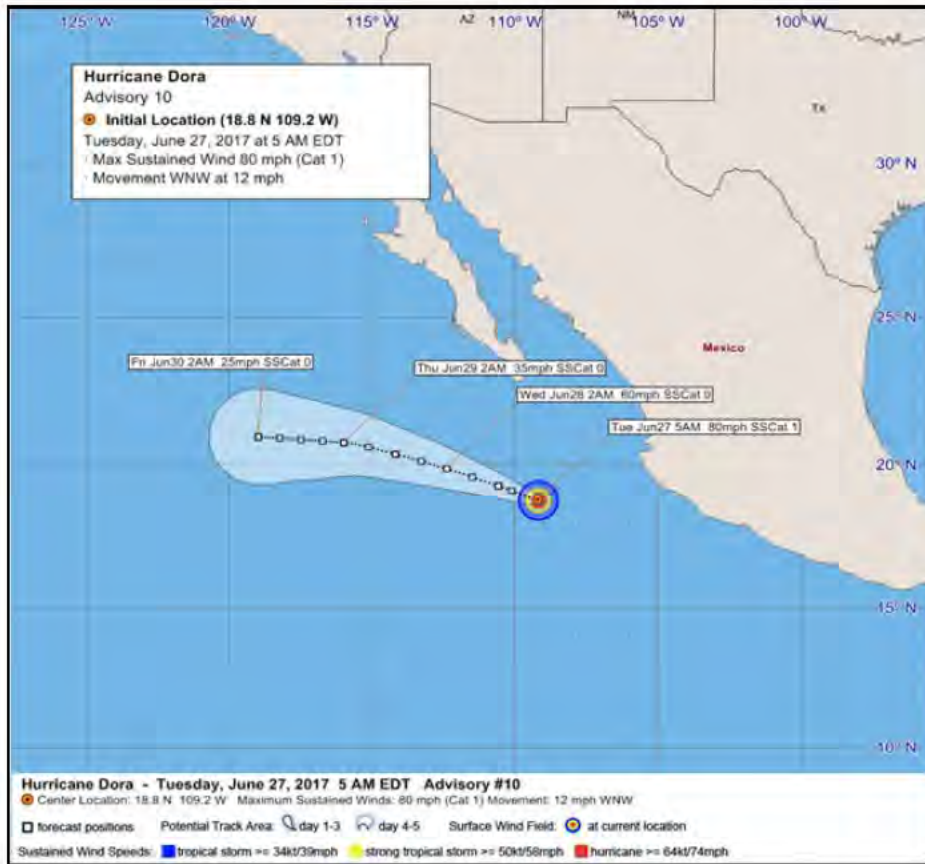 125° W 120° W 115° W 110° W 105° W 100° W
AZ NM
Hurricane Dora
Advisory 10
Initial Location (18.8 N 109.2 W)
Tuesday, June 27, 2017 at 5 AM EDT
· Max Sustained Wind 80 mph (Cat 1)
· Movement WNW at 12 mph
Tx
30° N
25° N
Mexico
Fri Jun30 2AM 25mph SSCat 0
Thu Jun29 2AM 35mph SSCat 0
Wed Jun28 2AM 60mph SSCat 0
Tue Jun27 5AM 80mph SSCat 1
20° N
15° N
10° N
Hurricane Dora - Tuesday, June 27, 2017 5 AM EDT Advisory #10
Center Location: 18.8 N 109.2 W Maximum Sustained Winds: 80 mph (Cat 1) Movement: 12 mph WNW
forecast positions Potential Track Area: day 1-3 day 4-5 Surface Wind Field: at current location
Sustained Wind Speeds: tropical storm >= 34kt/39mph strong tropical storm >= 50kt/58mph hurricane >= 64kt/74mph